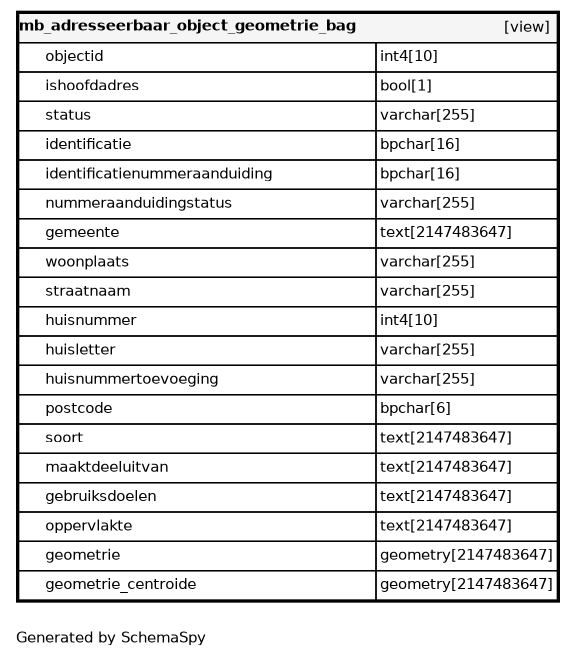 mb_adresseerbaar_object_geometrie_bag [view]
objectid int4[10]
ishoofdadres bool[1]
status varchar[255]
identificatie bpchar[16]
identificatienummeraanduiding bpchar[16]
nummeraanduidingstatus varchar[255]
gemeente text[2147483647]
woonplaats varchar[255]
straatnaam varchar[255]
huisnummer int4[10]
huisletter varchar[255]
huisnummertoevoeging varchar[255]
postcode bpchar[6]
soort text[2147483647]
maaktdeeluitvan text[2147483647]
gebruiksdoelen text[2147483647]
oppervlakte text[2147483647]
geometrie geometry[2147483647]
geometrie_centroide geometry[2147483647]
Generated by SchemaSpy